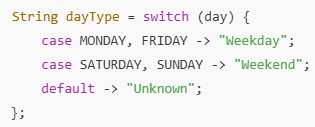 String dayType = switch (day) {
    case MONDAY, FRIDAY -> "Weekday";
    case SATURDAY, SUNDAY -> "Weekend";
    default -> "Unknown";
};